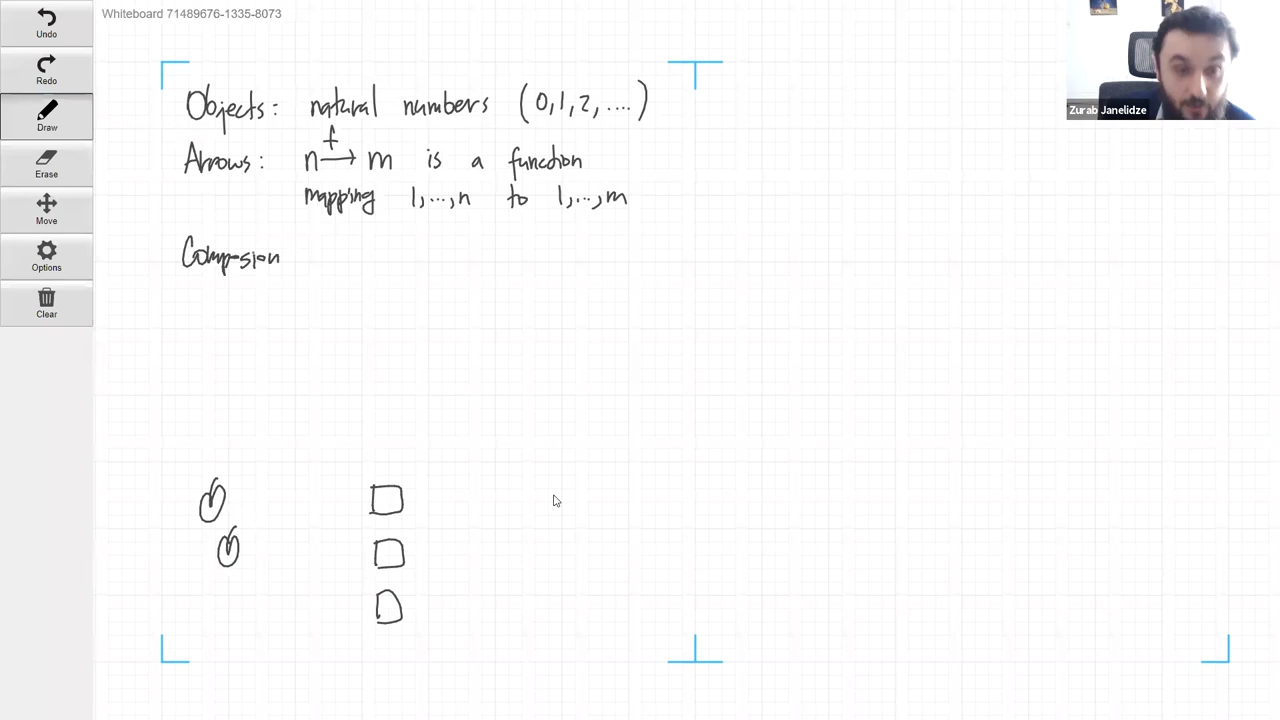 Whiteboard 71489676-1335-8073
Undo
Redo
Draw
Erase
Move
Options
Clear
Zurab Janelidze
Objects: natural numbers (0,1,2,....)
f
Arrows: n → m is a function
mapping 1,...,n to 1,...,m
Compsion